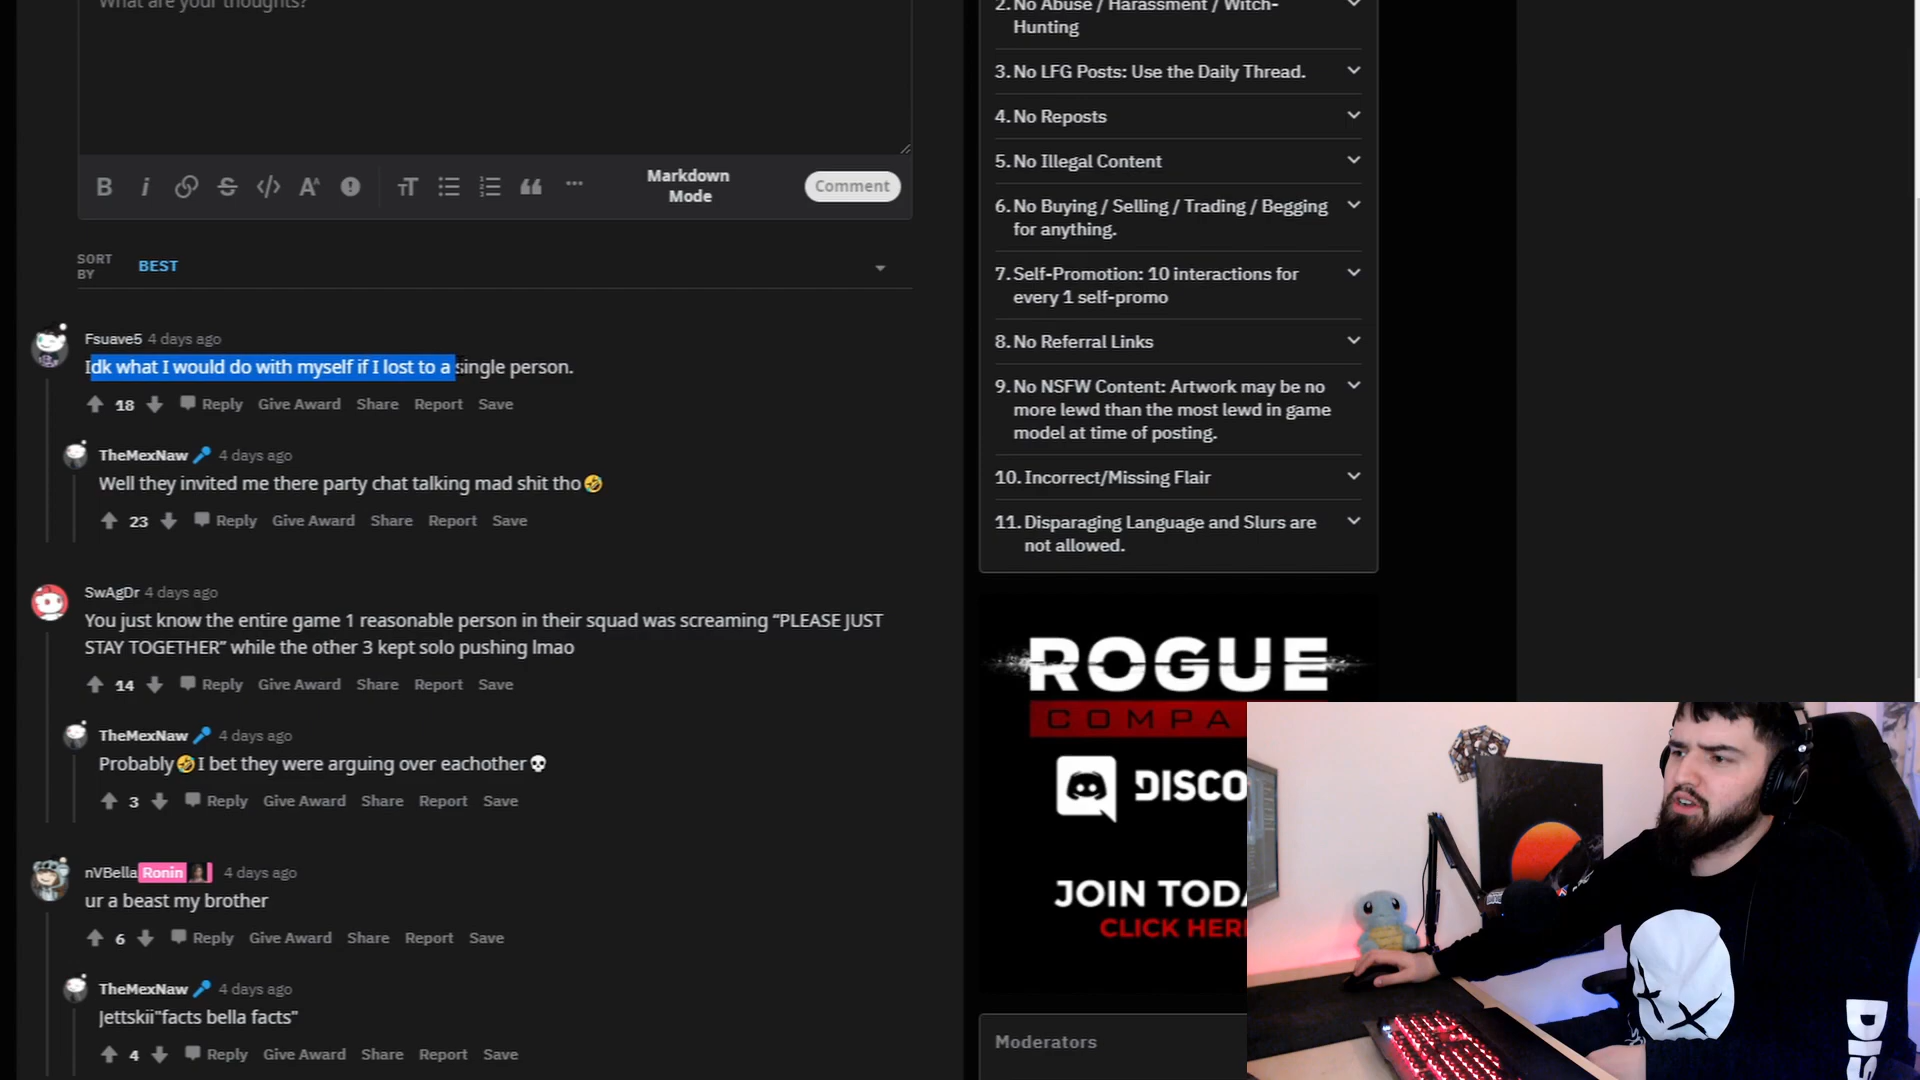 What are your thoughts?
Markdown
Mode
Comment
SORT
BY
BEST
Fsuave5 4 days ago
Idk what I would do with myself if I lost to a single person.
18 Reply Give Award Share Report Save
TheMexNaw 4 days ago
Well they invited me there party chat talking mad shit tho🤣
23 Reply Give Award Share Report Save
SwAgDr 4 days ago
You just know the entire game 1 reasonable person in their squad was screaming “PLEASE JUST
STAY TOGETHER” while the other 3 kept solo pushing lmao
14 Reply Give Award Share Report Save
TheMexNaw 4 days ago
Probably🤣I bet they were arguing over eachother💀
3 Reply Give Award Share Report Save
nVBella Ronin 4 days ago
ur a beast my brother
6 Reply Give Award Share Report Save
TheMexNaw 4 days ago
Jettskii"facts bella facts"
4 Reply Give Award Share Report Save
2. No Abuse / Harassment / Witch-
Hunting
3. No LFG Posts: Use the Daily Thread.
4. No Reposts
5. No Illegal Content
6. No Buying / Selling / Trading / Begging
for anything.
7. Self-Promotion: 10 interactions for
every 1 self-promo
8. No Referral Links
9. No NSFW Content: Artwork may be no
more lewd than the most lewd in game
model at time of posting.
10. Incorrect/Missing Flair
11. Disparaging Language and Slurs are
not allowed.
ROGUE
COMPA
DISCO
JOIN TODA
CLICK HER
Moderators
DIS